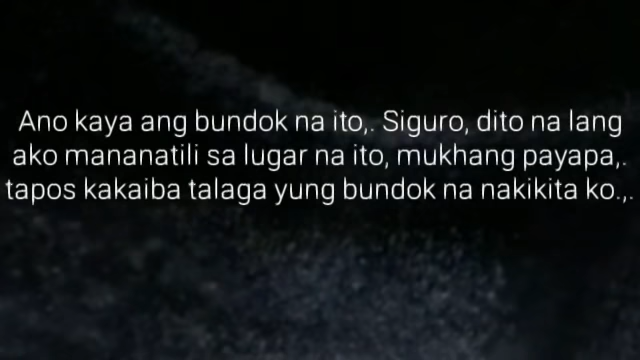 Ano kaya ang bundok na ito,. Siguro, dito na lang
ako mananatili sa lugar na ito, mukhang payapa,.
tapos kakaiba talaga yung bundok na nakikita ko.,.